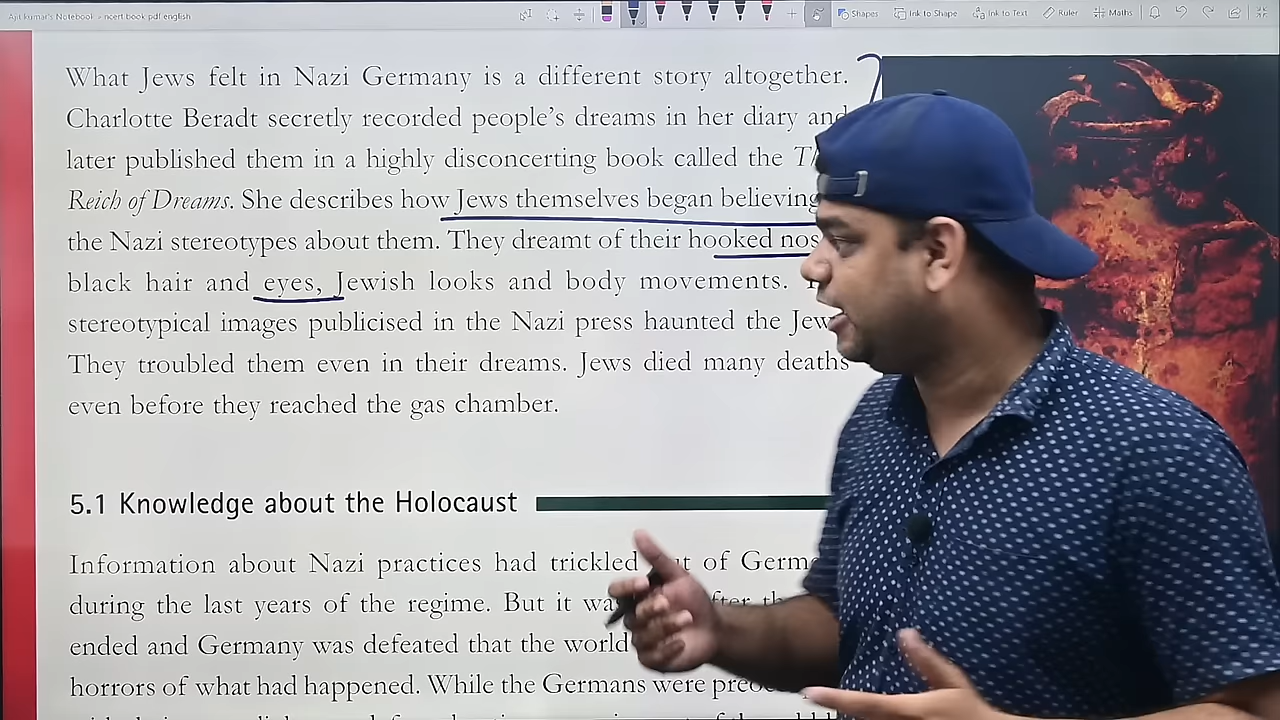 Ajit kumar's Notebook » ncert book pdf english
Shapes
Ink to Shape
Ink to Text
Ruler
Maths
What Jews felt in Nazi Germany is a different story altogether.
Charlotte Beradt secretly recorded people's dreams in her diary and
later published them in a highly disconcerting book called the
Reich of Dreams. She describes how Jews themselves began believing
the Nazi stereotypes about them. They dreamt of their hooked
black hair and eyes, Jewish looks and body movements.
stereotypical images publicised in the Nazi press haunted the
They troubled them even in their dreams. Jews died many deaths
even before they reached the gas chamber.
5.1 Knowledge about the Holocaust
Information about Nazi practices had trickled of
during the last years of the regime. But it
ended and Germany was defeated that the world
horrors of what had happened. While the Germans were